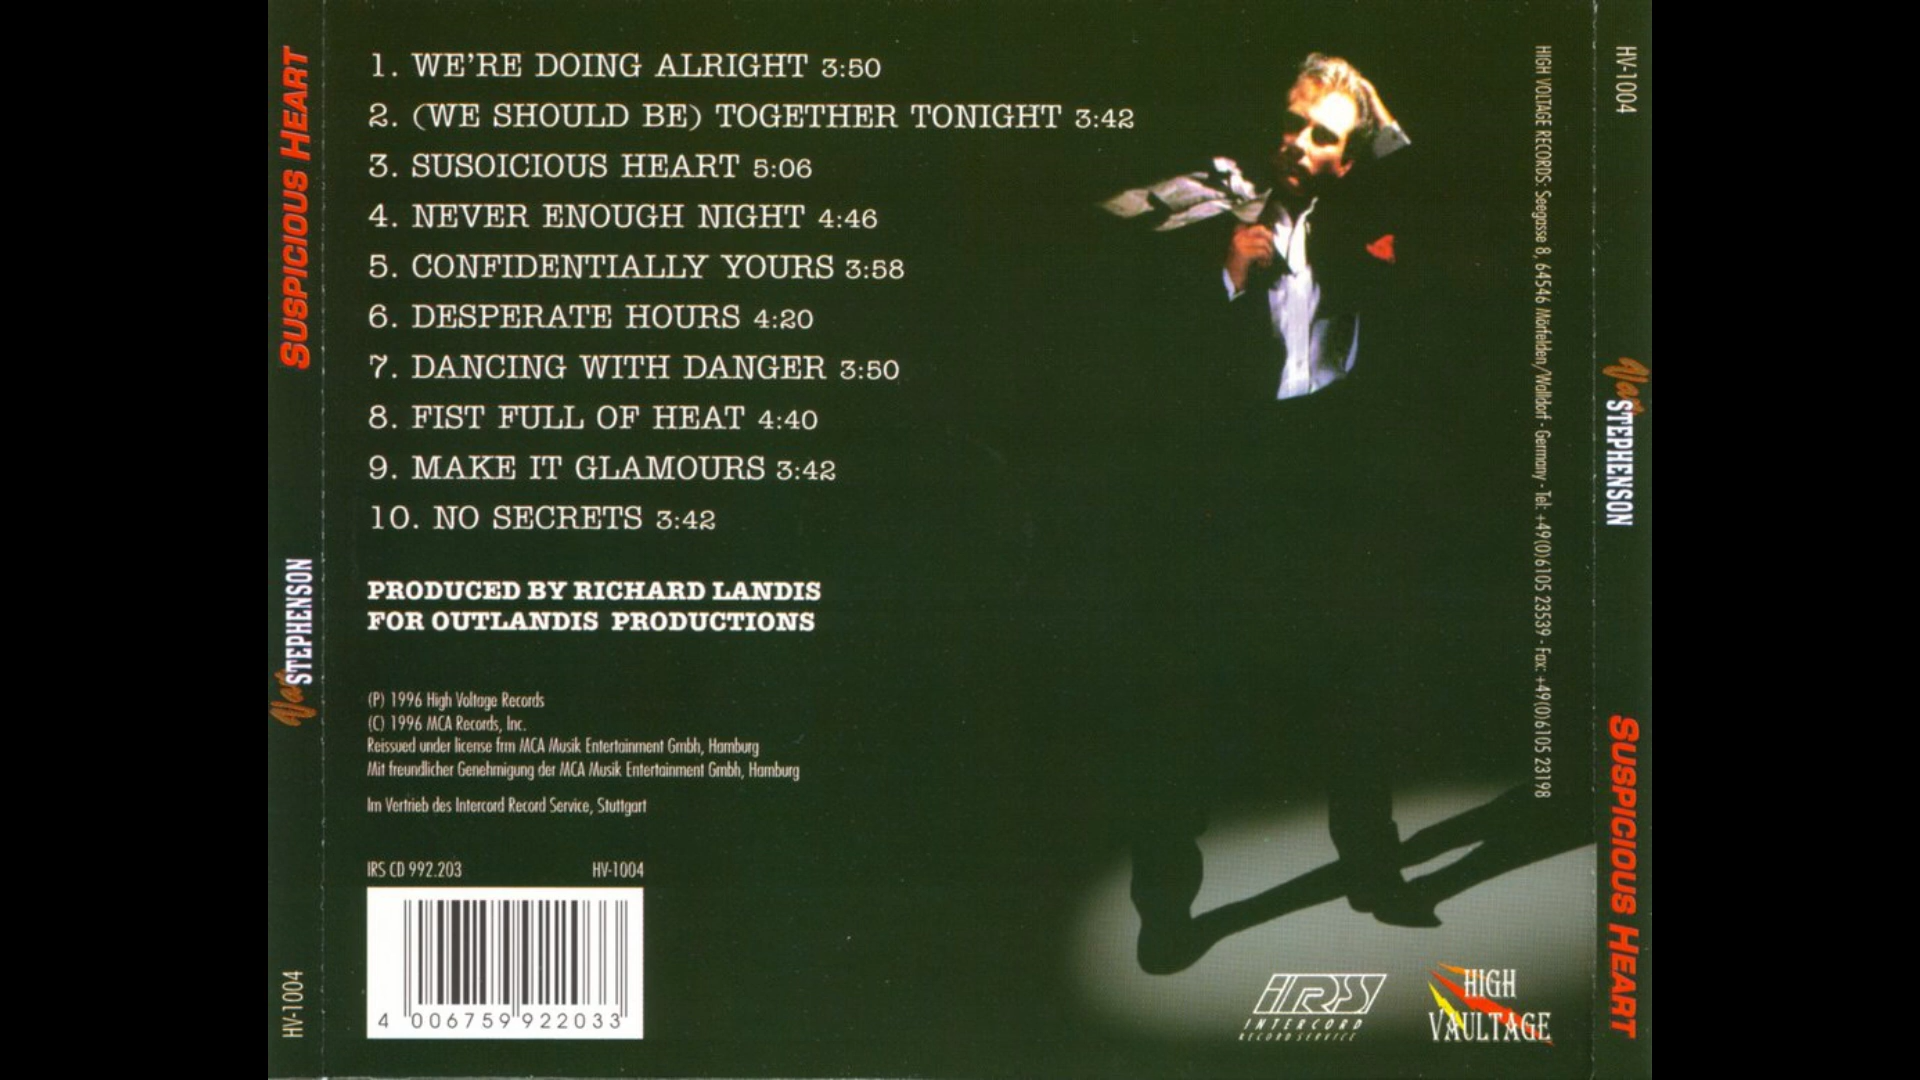 SUSPICIOUS HEART
Van STEPHENSON
HV-1004
1. WE'RE DOING ALRIGHT 3:50
2. (WE SHOULD BE) TOGETHER TONIGHT 3:42
3. SUSOICIOUS HEART 5:06
4. NEVER ENOUGH NIGHT 4:46
5. CONFIDENTIALLY YOURS 3:58
6. DESPERATE HOURS 4:20
7. DANCING WITH DANGER 3:50
8. FIST FULL OF HEAT 4:40
9. MAKE IT GLAMOURS 3:42
10. NO SECRETS 3:42
PRODUCED BY RICHARD LANDIS
FOR OUTLANDIS PRODUCTIONS
(P) 1996 High Voltage Records
(C) 1996 MCA Records, Inc.
Reissued under license frm MCA Musik Entertainment Gmbh, Hamburg
Mit freundlicher Genehmigung der MCA Musik Entertainment Gmbh, Hamburg
Im Vertrieb des Intercord Record Service, Stuttgart
IRS CD 992.203 HV-1004
4 006759 922033
IRS
INTERCORD
RECORD SERVICE
HIGH
VAULTAGE
HIGH VOLTAGE RECORDS: Seegasse 8, 64546 Mörfelden/Walldorf - Germany - Tel: +49(0)6105 23539 - Fax: +49(0)6105 23198
HV-1004
Van STEPHENSON
SUSPICIOUS HEART